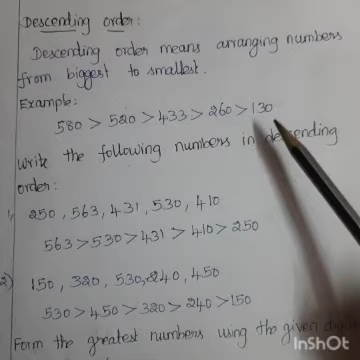 Descending order:
Descending order means arranging numbers
from biggest to smallest.
Example:
580 > 520 > 433 > 260 > 130
Write the following numbers in descending
order:
1) 250, 563, 431, 530, 410
563 > 530 > 431 > 410 > 250
2) 150, 320, 530, 240, 450
530 > 450 > 320 > 240 > 150
Form the greatest numbers using the given
InShOt